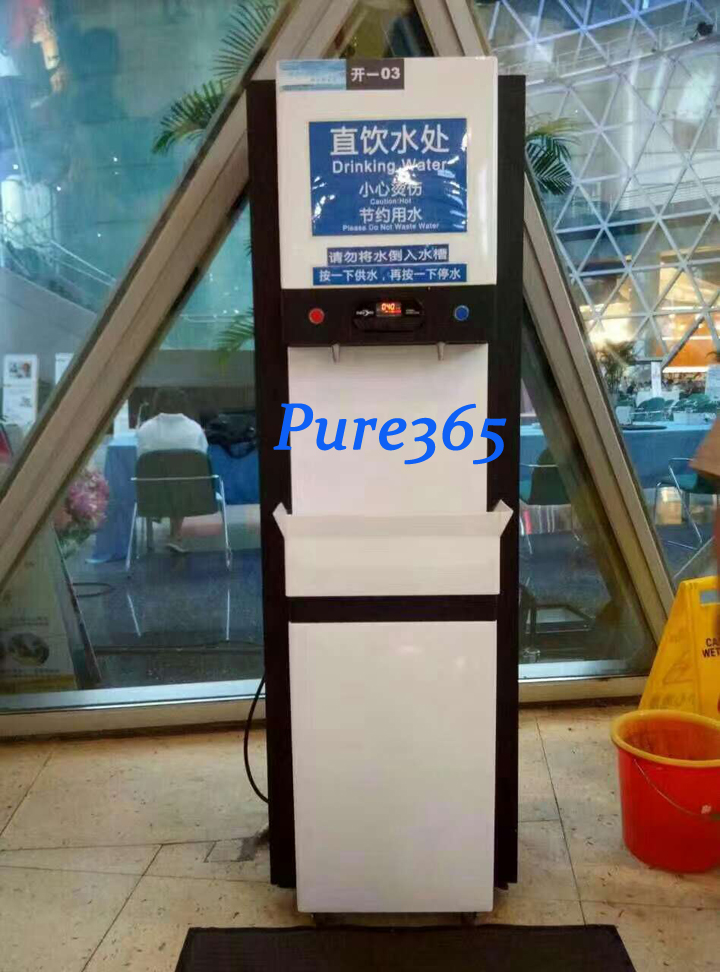 开一03
直饮水处
Drinking Water
小心烫伤
Caution:Hot
节约用水
Please Do Not Waste Water
请勿将水倒入水槽
按一下供水，再按一下停水
040
Pure365
WET